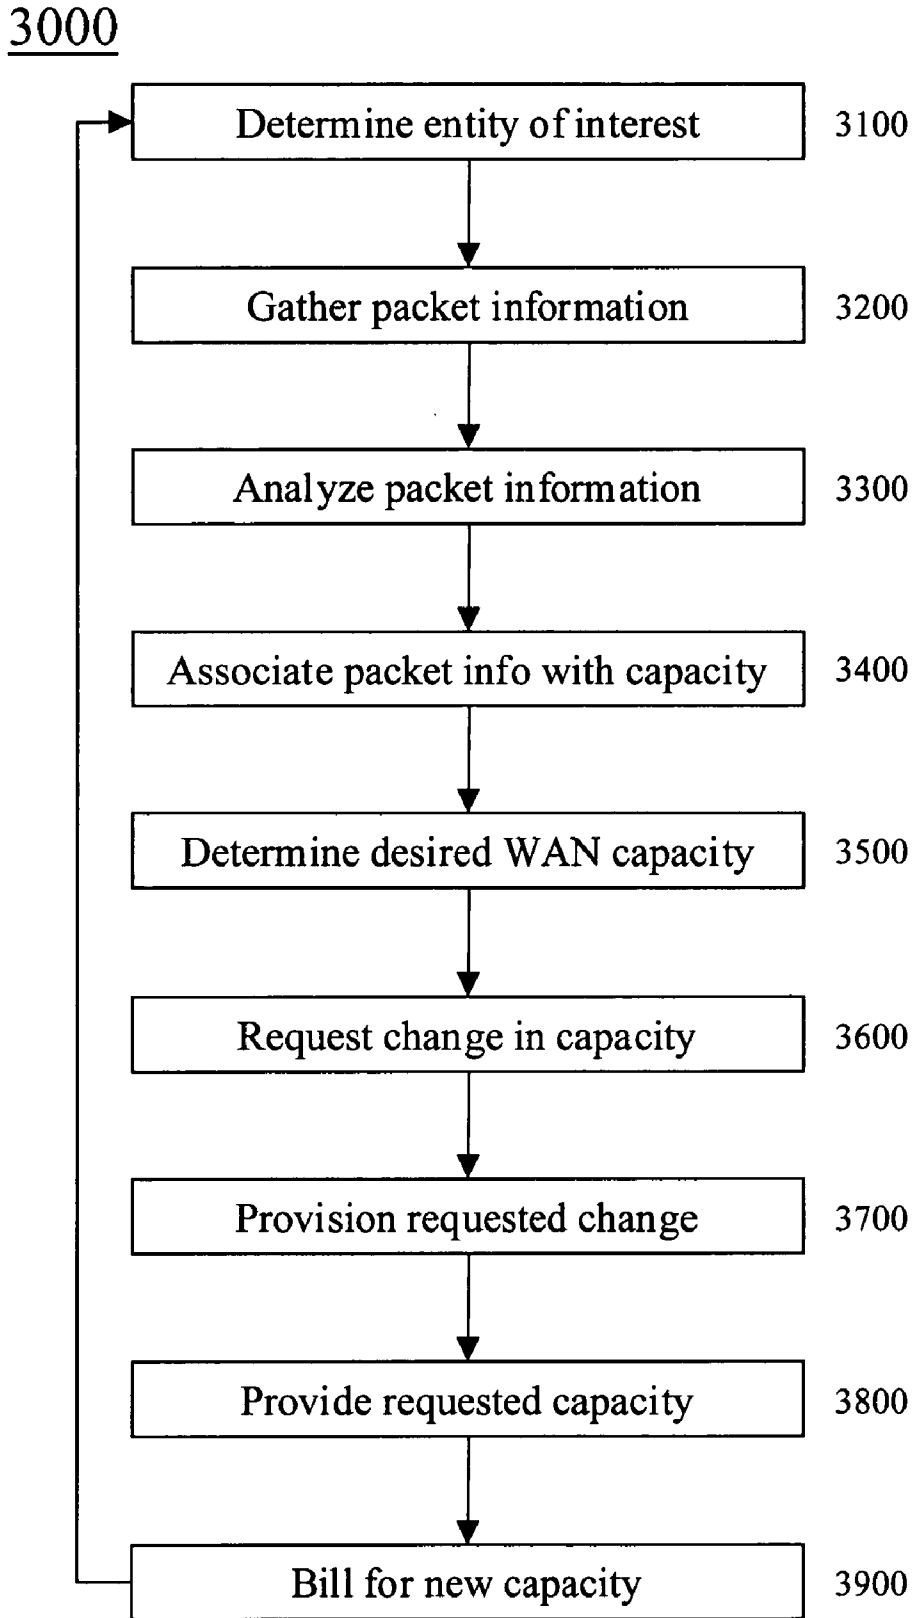 3000
Determine entity of interest 3100
Gather packet information 3200
Analyze packet information 3300
Associate packet info with capacity 3400
Determine desired WAN capacity 3500
Request change in capacity 3600
Provision requested change 3700
Provide requested capacity 3800
Bill for new capacity 3900